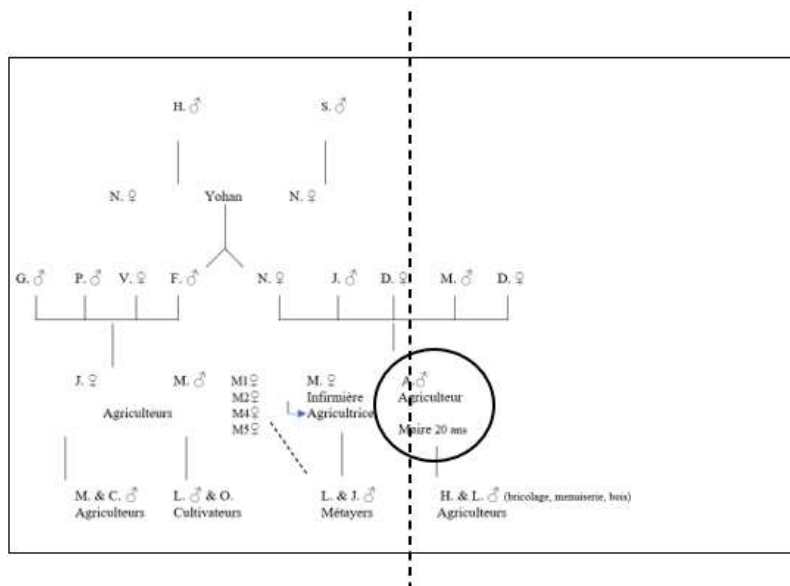 H. ♂ S. ♂
N. ♀ Yohan N. ♀
G. ♂ P. ♂ V. ♀ F. ♂ N. ♀ J. ♂ D. ♀ M. ♂ D. ♀
J. ♀ M. ♂ M1♀ M. ♀ A. ♂
M2♀ Infirmière Agriculteur
Agriculteurs M4♀ Agricultrice
M5♀ Maire 20 ans
M. & C. ♂ L. ♂ & O. L. & J. ♂ H. & L. ♂ (bricolage, menuiserie, bois)
Agriculteurs Cultivateurs Métayers Agriculteurs